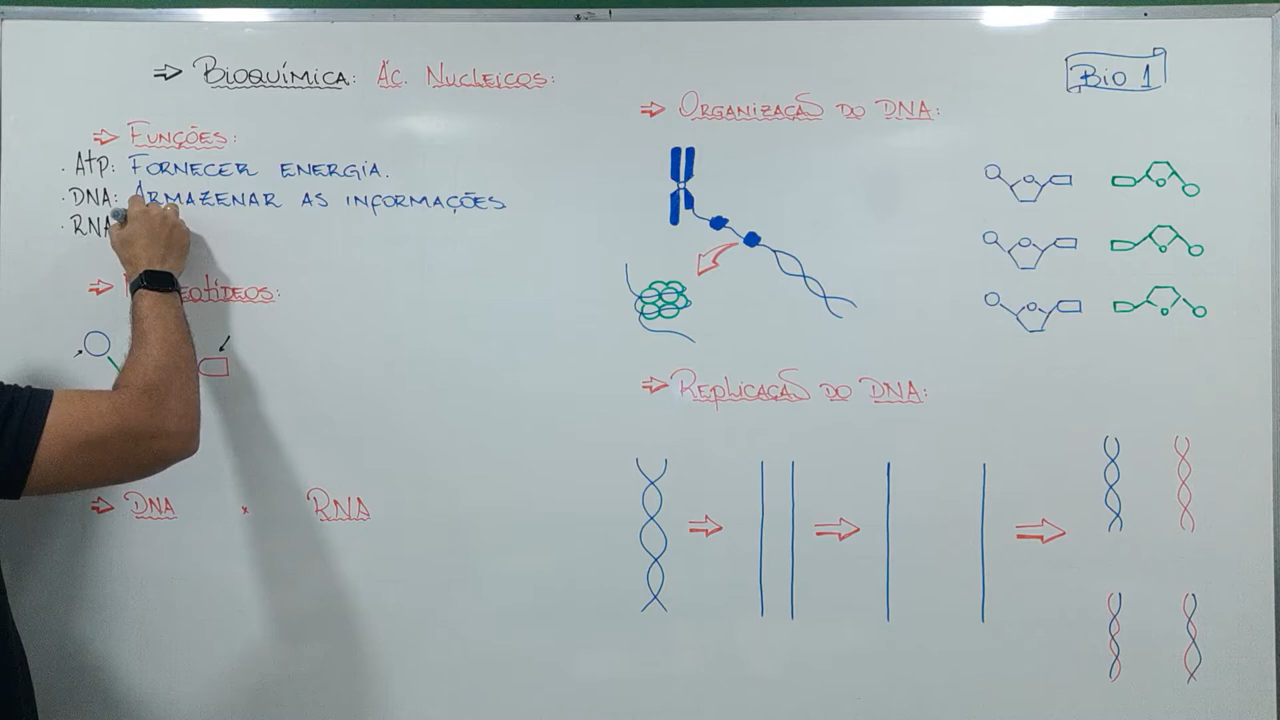 ⇒ BIOQUÍMICA: ÁC. NUCLEICOS:
⇒ FUNÇÕES:
· ATP: FORNECER ENERGIA.
· DNA: ARMAZENAR AS INFORMAÇÕES
· RNA
⇒ DNA x RNA
⇒ ORGANIZAÇÃO DO DNA:
⇒ REPLICAÇÃO DO DNA:
BIO 1